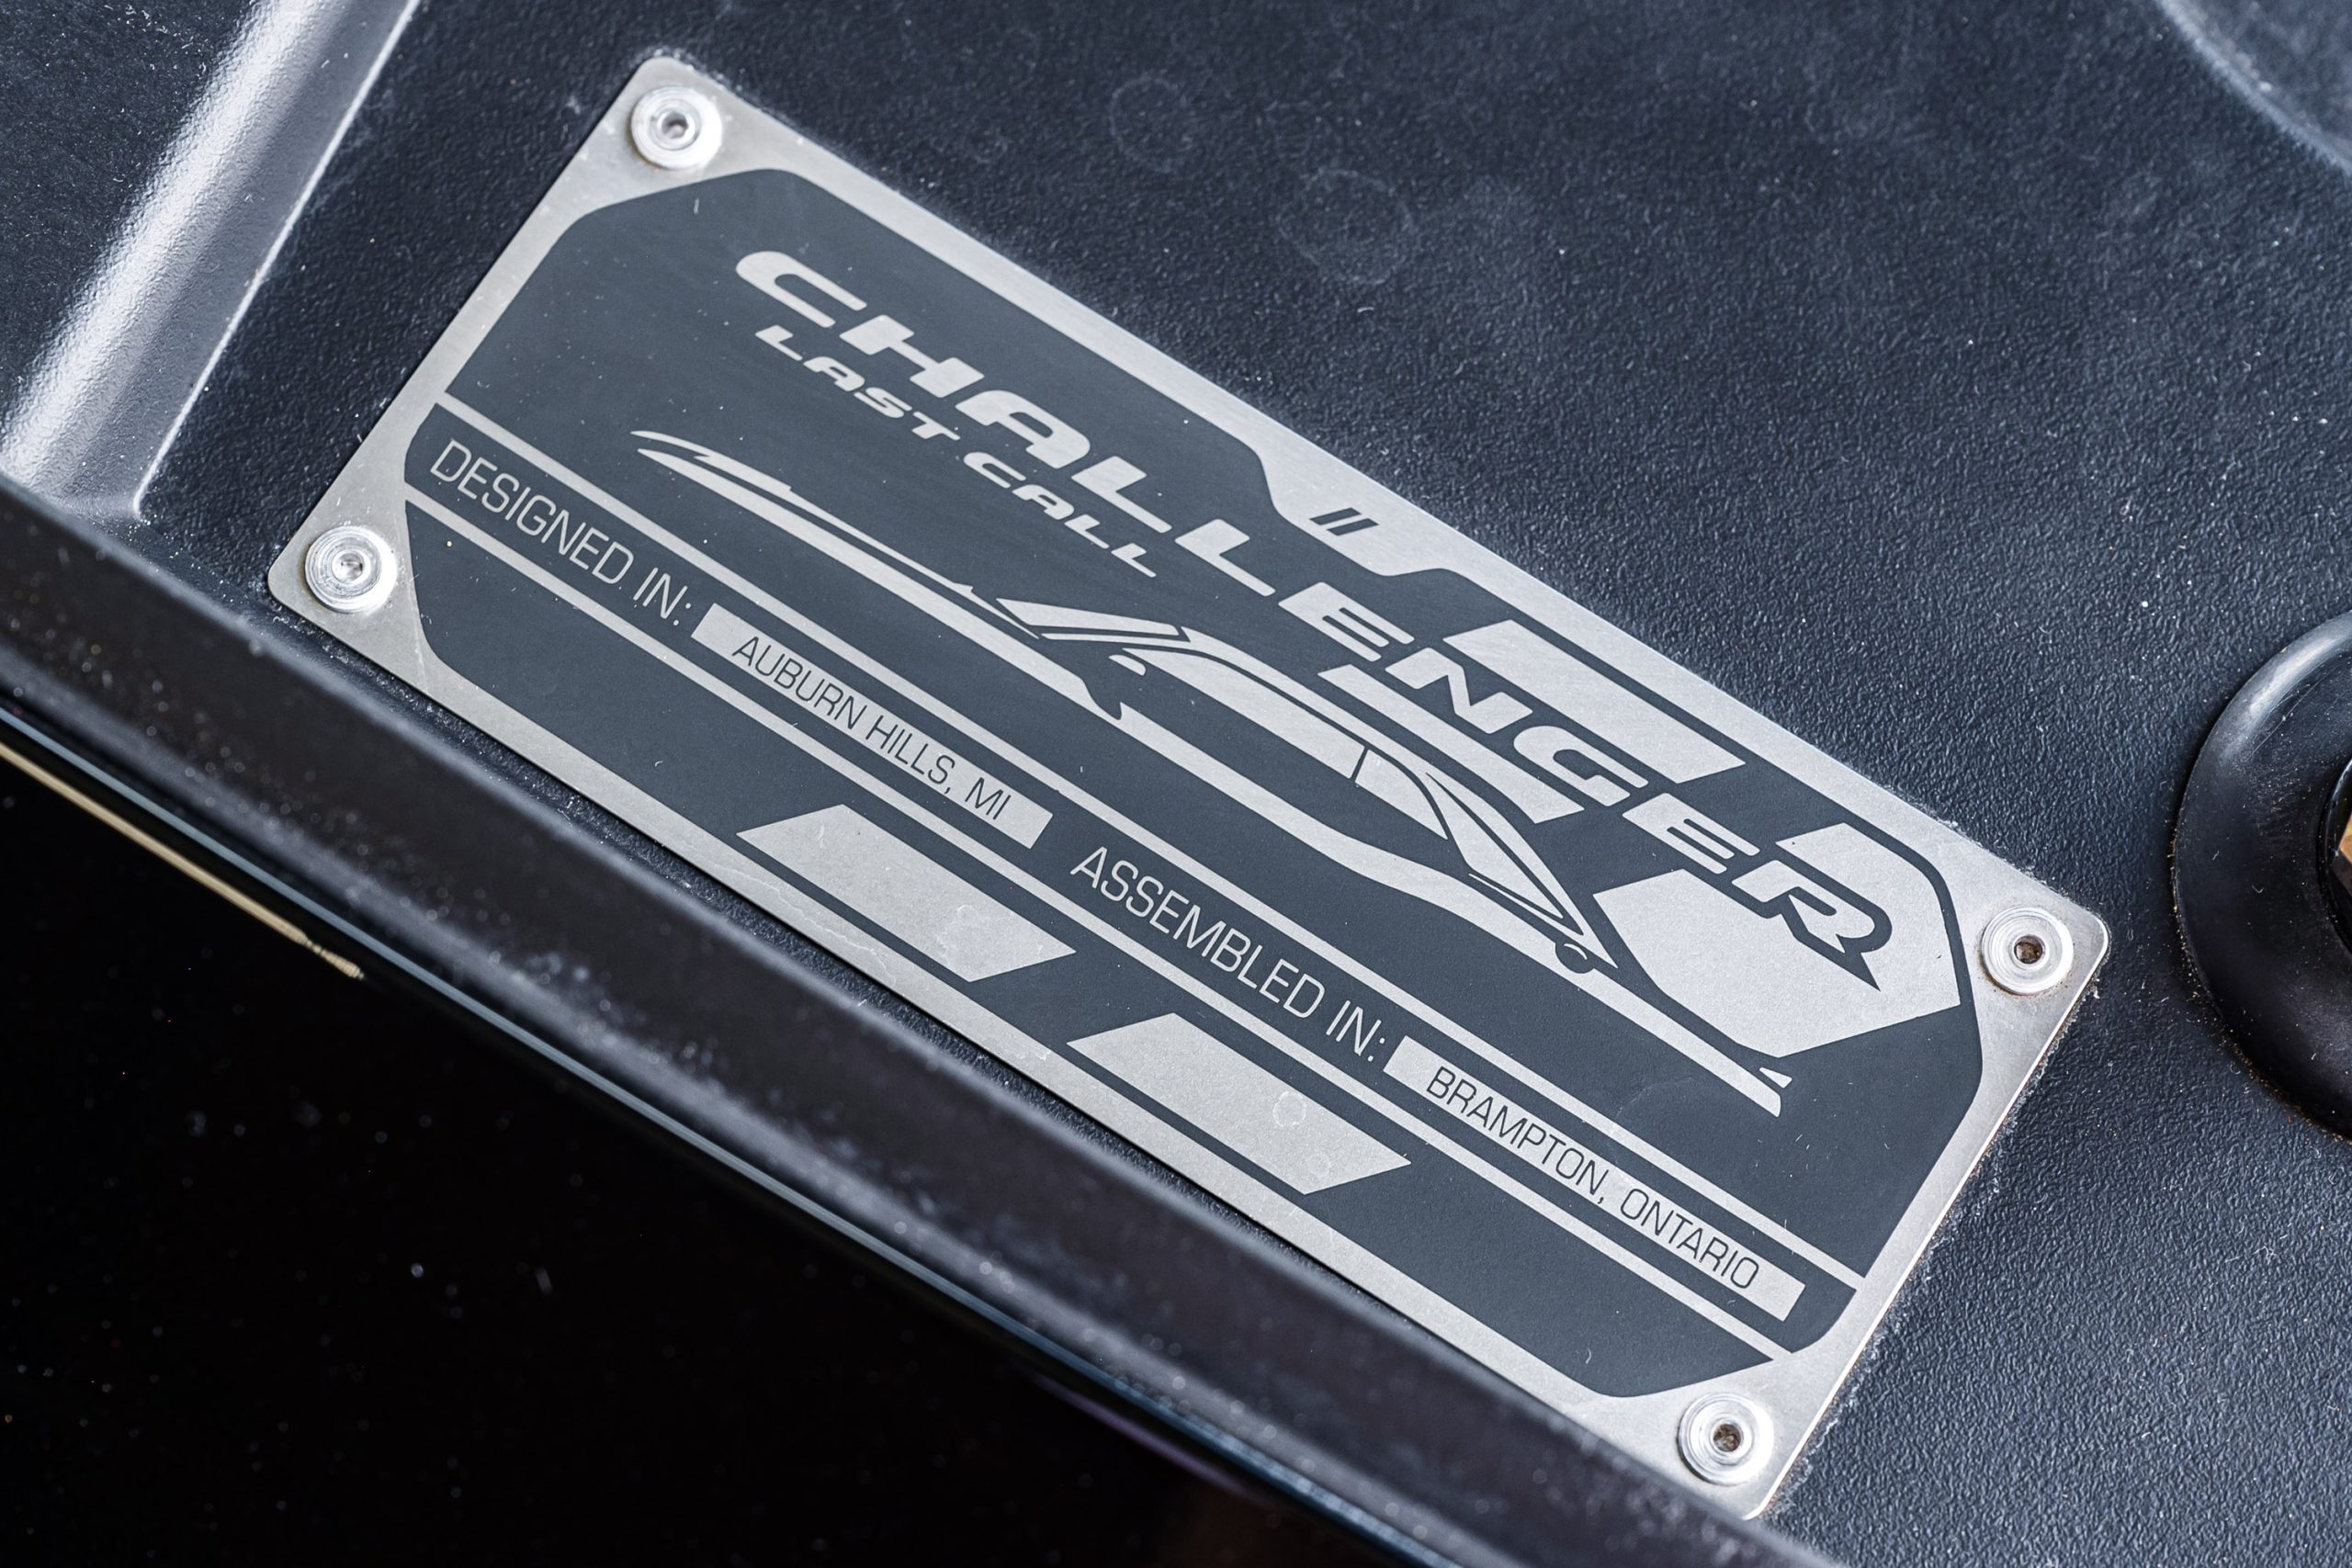 CHALLENGER
LAST CALL
DESIGNED IN: AUBURN HILLS, MI ASSEMBLED IN: BRAMPTON, ONTARIO